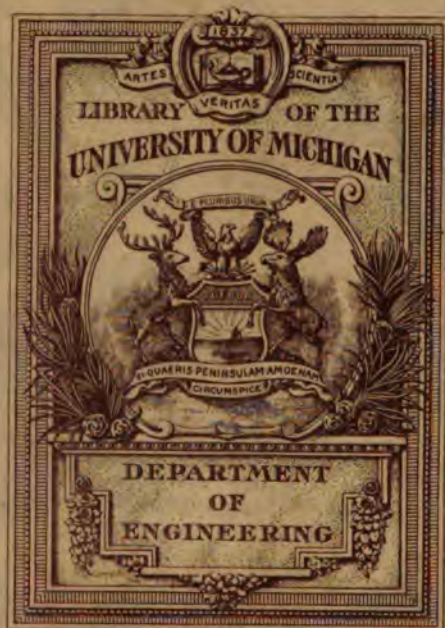 1837
ARTES SCIENTIA
VERITAS
LIBRARY OF THE
UNIVERSITY OF MICHIGAN
E PLURIBUS UNUM
TUEBOR
SI QUAERIS PENINSULAM AMOENAM
CIRCUMSPICE
DEPARTMENT
OF
ENGINEERING